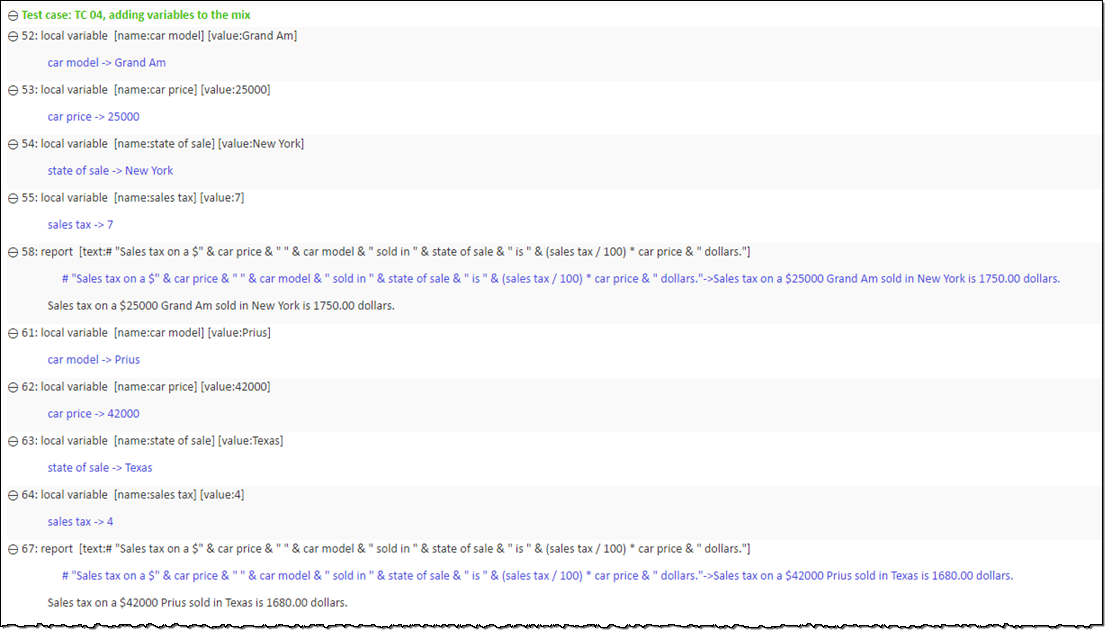 Test case: TC 04, adding variables to the mix
52: local variable [name:car model] [value:Grand Am]
car model -> Grand Am
53: local variable [name:car price] [value:25000]
car price -> 25000
54: local variable [name:state of sale] [value:New York]
state of sale -> New York
55: local variable [name:sales tax] [value:7]
sales tax -> 7
58: report [text:# "Sales tax on a $" & car price & " " & car model & " sold in " & state of sale & " is " & (sales tax / 100) * car price & " dollars."]
# "Sales tax on a $" & car price & " " & car model & " sold in " & state of sale & " is " & (sales tax / 100) * car price & " dollars."->Sales tax on a $25000 Grand Am sold in New York is 1750.00 dollars.
Sales tax on a $25000 Grand Am sold in New York is 1750.00 dollars.
61: local variable [name:car model] [value:Prius]
car model -> Prius
62: local variable [name:car price] [value:42000]
car price -> 42000
63: local variable [name:state of sale] [value:Texas]
state of sale -> Texas
64: local variable [name:sales tax] [value:4]
sales tax -> 4
67: report [text:# "Sales tax on a $" & car price & " " & car model & " sold in " & state of sale & " is " & (sales tax / 100) * car price & " dollars."]
# "Sales tax on a $" & car price & " " & car model & " sold in " & state of sale & " is " & (sales tax / 100) * car price & " dollars."->Sales tax on a $42000 Prius sold in Texas is 1680.00 dollars.
Sales tax on a $42000 Prius sold in Texas is 1680.00 dollars.